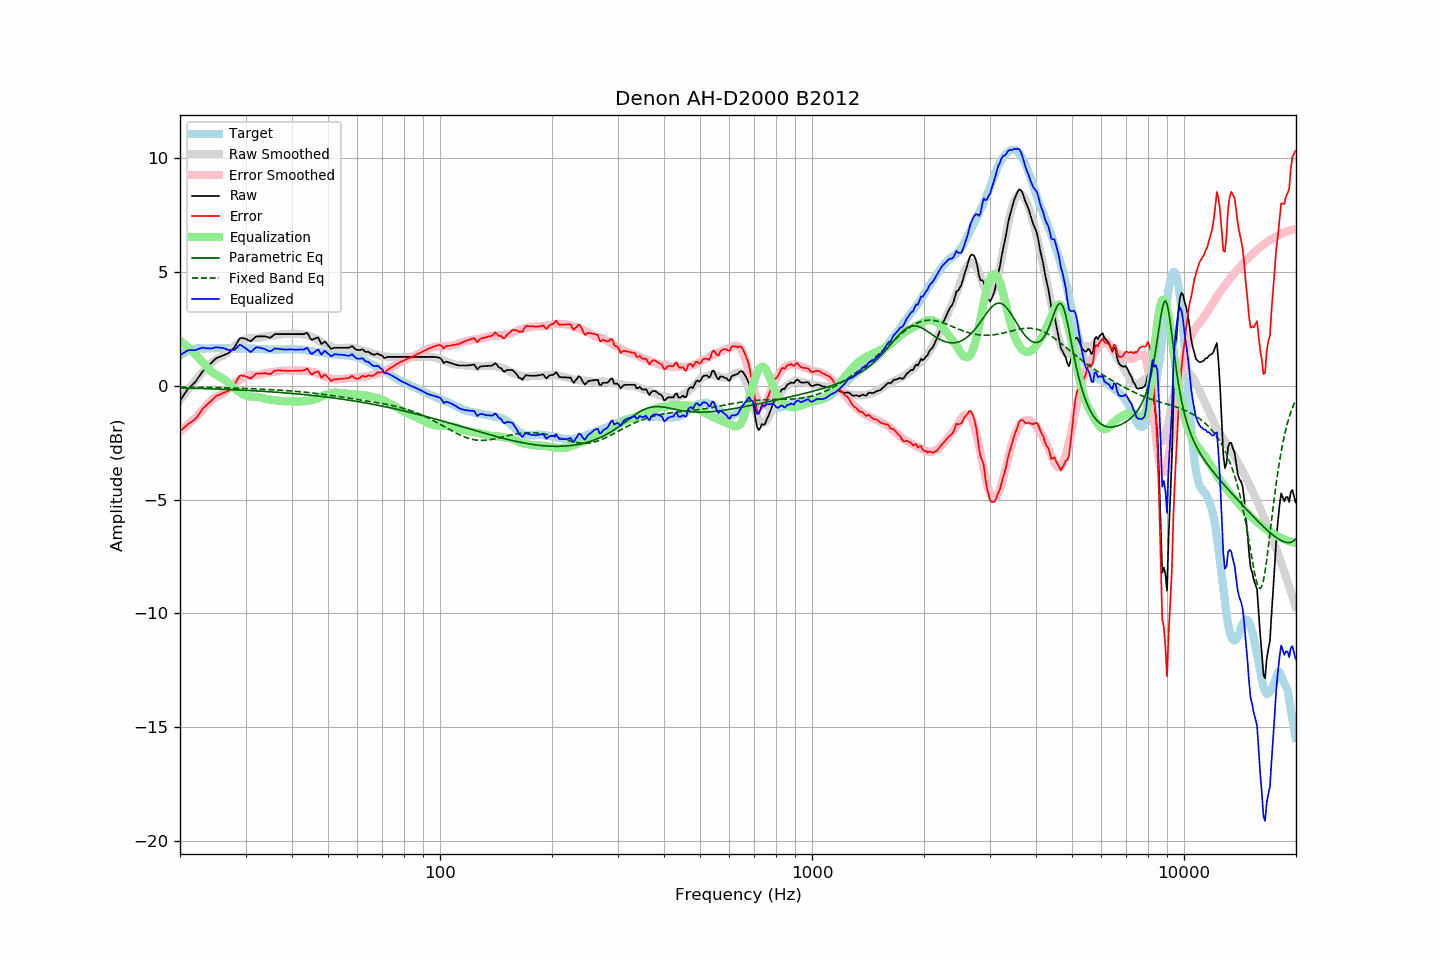 Denon AH-D2000 B2012
Target
Raw Smoothed
Error Smoothed
Raw
Error
Equalization
Parametric Eq
Fixed Band Eq
Equalized
10
5
0
−5
−10
−15
−20
Amplitude (dBr)
100
1000
10000
Frequency (Hz)